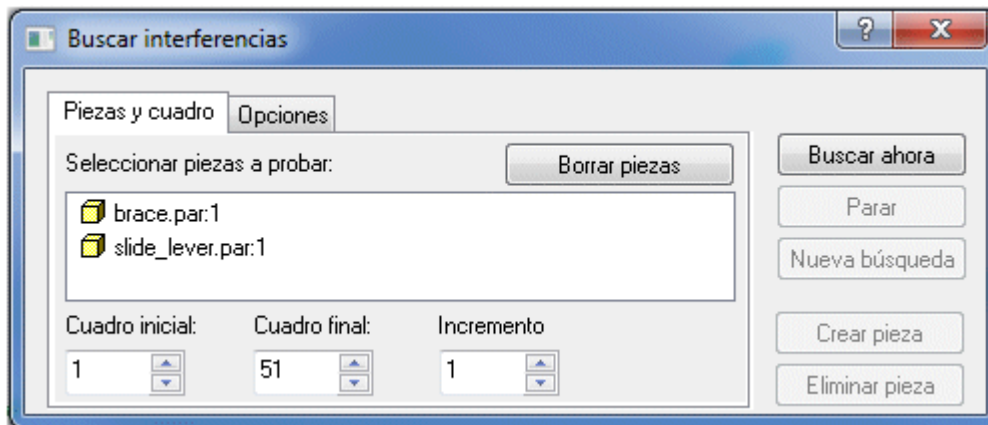 Buscar interferencias
?
X
Piezas y cuadro
Opciones
Seleccionar piezas a probar:
Borrar piezas
brace.par:1
slide_lever.par:1
Cuadro inicial:
Cuadro final:
Incremento
1
51
1
Buscar ahora
Parar
Nueva búsqueda
Crear pieza
Eliminar pieza